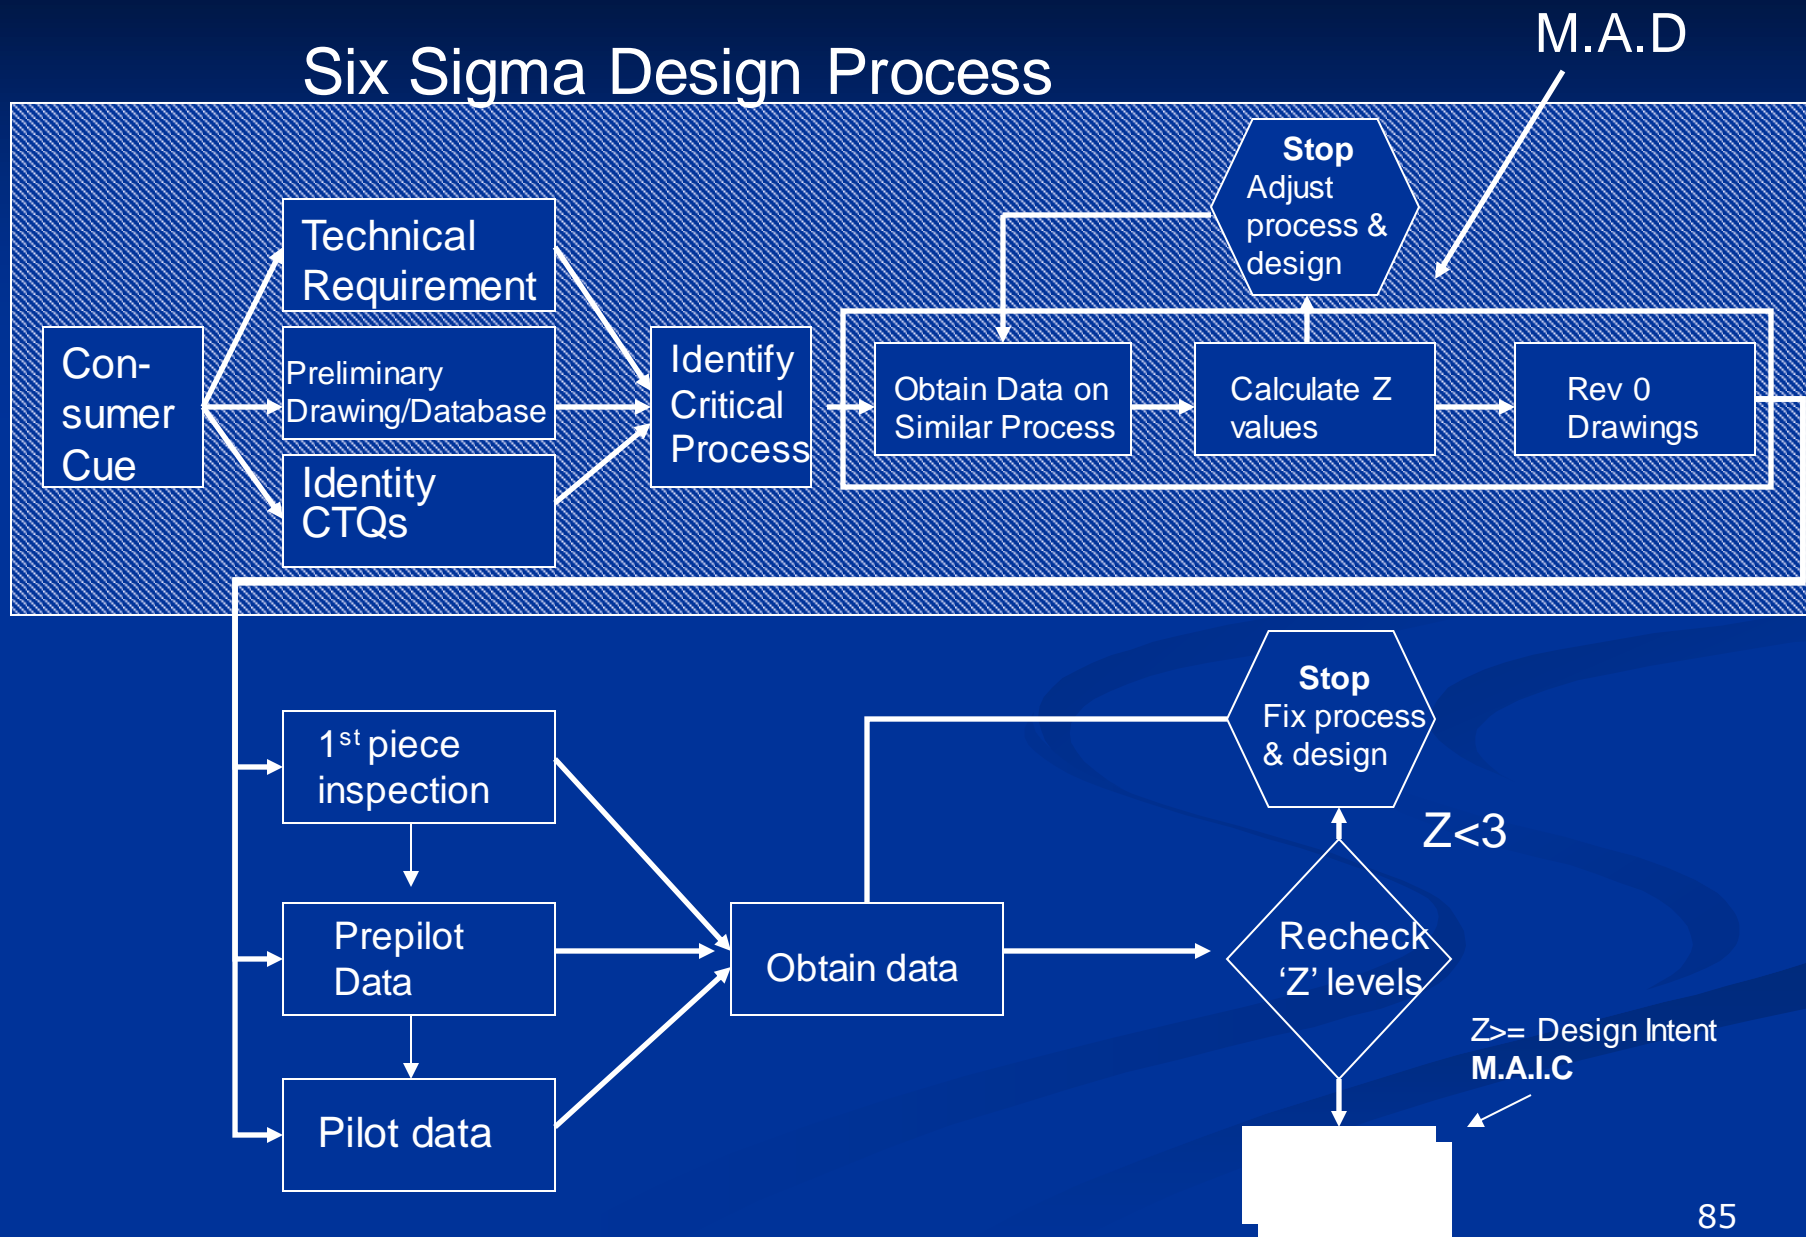 M.A.D
Six Sigma Design Process
Stop
Adjust
process &
design
Technical
Requirement
Con-
sumer
Cue
Preliminary
Drawing/Database
Identity
CTQs
Identify
Critical
Process
Obtain Data on
Similar Process
Calculate Z
values
Rev 0
Drawings
Stop
Fix process
& design
1st piece
inspection
Z<3
Prepilot
Data
Obtain data
Recheck
‘Z’ levels
Z>= Design Intent
M.A.I.C
Pilot data
85